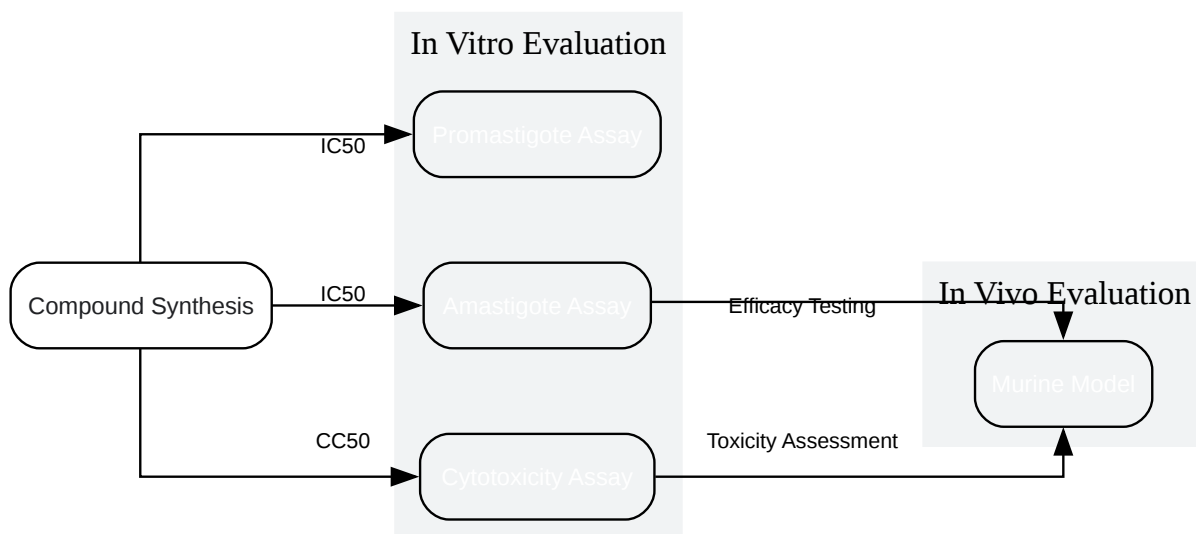 In Vitro Evaluation
Promastigote Assay
IC50
Compound Synthesis
IC50
Amastigote Assay
Efficacy Testing
In Vivo Evaluation
Murine Model
CC50
Cytotoxicity Assay
Toxicity Assessment